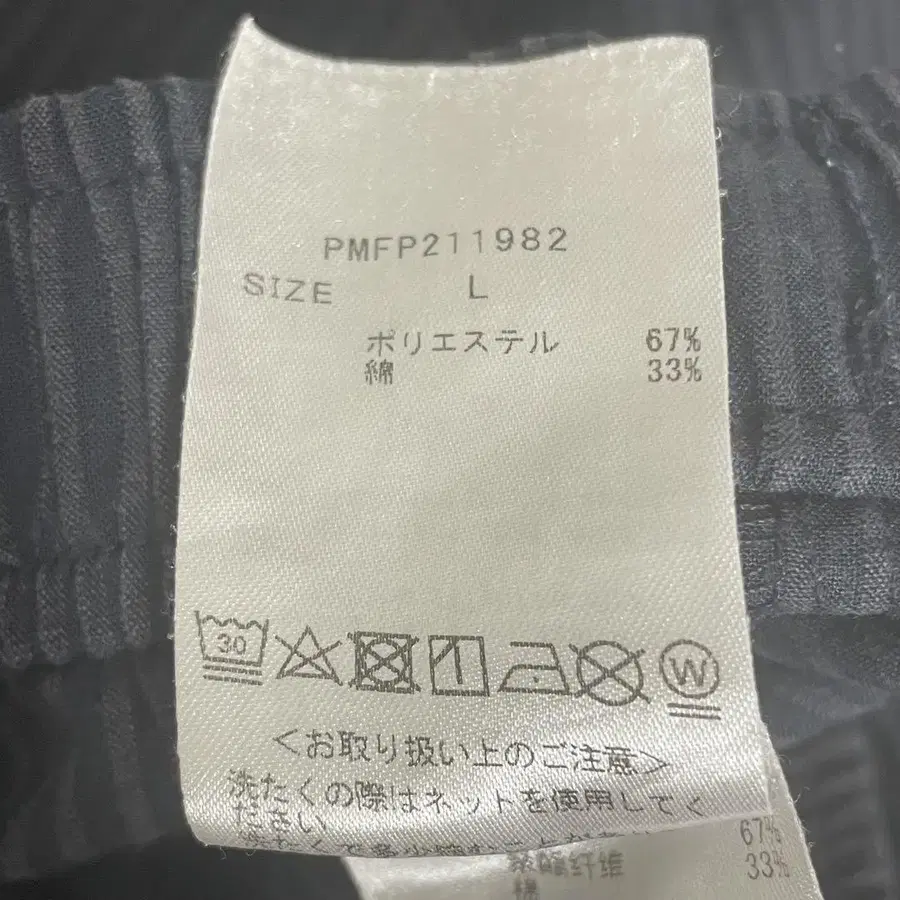 PMFP211982
SIZE L
ポリエステル 67%
綿 33%
30
W
<お取り扱い上のご注意>
洗たくの際はネットを使用してく
ださい
67%
33%